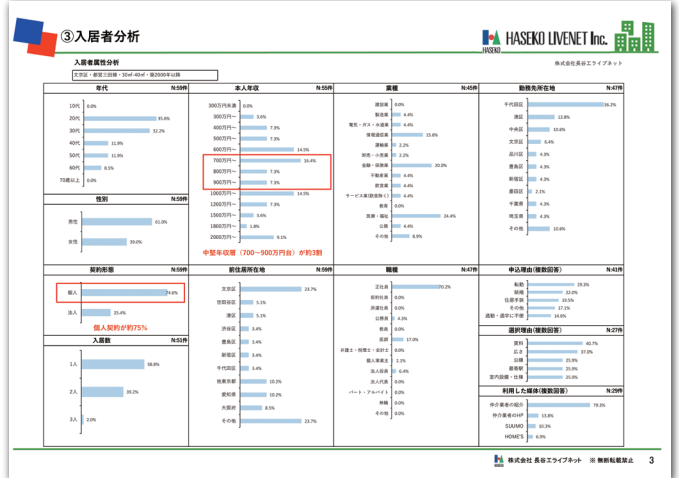 ③入居者分析
HASEKO
HASEKO LIVENET Inc.
入居者属性分析
株式会社長谷工ライブネット
文京区・都営三田線・30㎡-40㎡・築2000年以降
年代 N:59件
10代 0.0%
20代 35.6%
30代 32.2%
40代 11.9%
50代 11.9%
60代 8.5%
70歳以上 0.0%
性別 N:59件
男性 61.0%
女性 39.0%
契約形態 N:59件
個人 74.6%
法人 25.4%
個人契約が約75%
入居数 N:51件
1人 58.8%
2人 39.2%
3人 2.0%
本人年収 N:55件
300万円未満 0.0%
300万円～ 3.6%
400万円～ 7.3%
500万円～ 7.3%
600万円～ 14.5%
700万円～ 16.4%
800万円～ 7.3%
900万円～ 7.3%
1000万円～ 14.5%
1200万円～ 7.3%
1500万円～ 3.6%
1800万円～ 1.8%
2000万円～ 9.1%
中堅年収層（700～900万円台）が約3割
前住居所在地 N:59件
文京区 23.7%
世田谷区 5.1%
港区 5.1%
渋谷区 3.4%
豊島区 3.4%
新宿区 3.4%
千代田区 3.4%
他東京都 10.2%
愛知県 10.2%
大阪府 8.5%
その他 23.7%
業種 N:45件
建設業 0.0%
製造業 4.4%
電気・ガス・水道業 4.4%
情報通信業 15.6%
運輸業 2.2%
卸売・小売業 2.2%
金融・保険業 20.0%
不動産業 4.4%
飲食業 4.4%
サービス業(飲食除く) 4.4%
教育 0.0%
医療・福祉 24.4%
公務 4.4%
その他 8.9%
職種 N:47件
正社員 70.2%
契約社員 0.0%
派遣社員 0.0%
公務員 4.3%
教員 0.0%
医師 17.0%
弁護士・税理士・会計士 0.0%
個人事業主 2.1%
法人役員 6.4%
法人代表 0.0%
パート・アルバイト 0.0%
無職 0.0%
その他 0.0%
勤務先所在地 N:47件
千代田区 36.2%
港区 12.8%
中央区 10.6%
文京区 6.4%
品川区 4.3%
豊島区 4.3%
新宿区 4.3%
墨田区 2.1%
千葉県 4.3%
埼玉県 4.3%
その他 10.6%
申込理由(複数回答) N:41件
転勤 29.3%
結婚 22.0%
住居手狭 19.5%
その他 17.1%
通勤・通学に不便 14.6%
選択理由(複数回答) N:27件
賃料 40.7%
広さ 37.0%
沿線 25.9%
最寄駅 25.9%
室内設備・仕様 25.9%
利用した媒体(複数回答) N:29件
仲介業者の紹介 79.3%
仲介業者のHP 13.8%
SUUMO 10.3%
HOME'S 6.9%
HASEKO 株式会社 長谷工ライブネット ※ 無断転載禁止 3